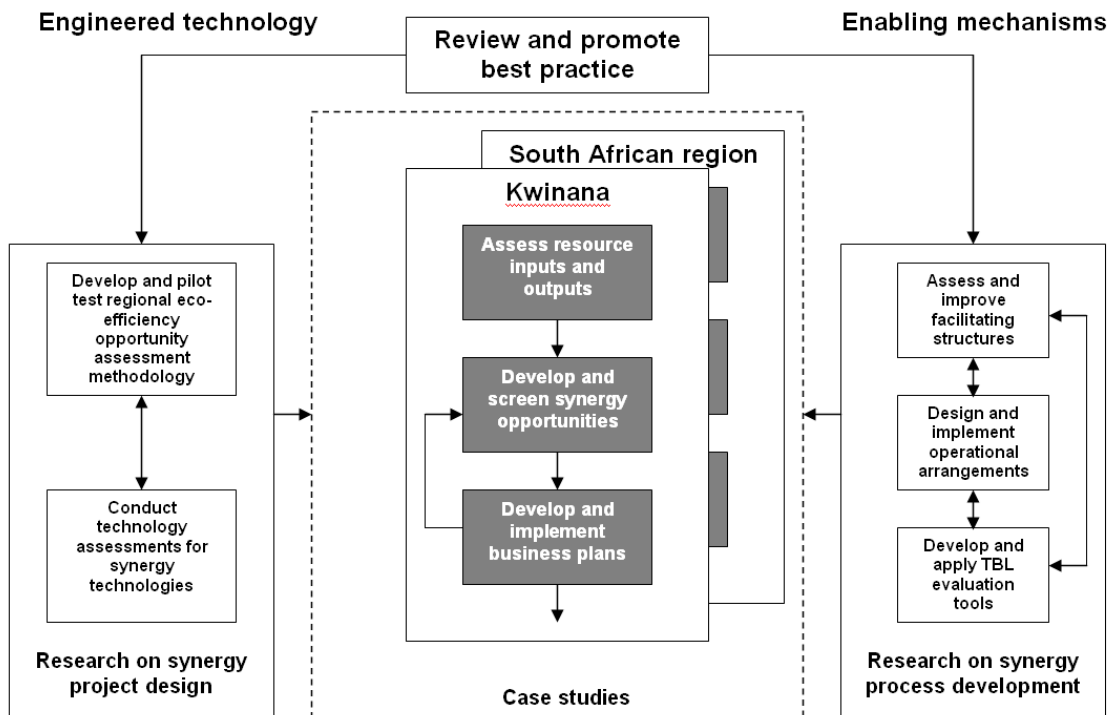 Engineered technology
Enabling mechanisms
Review and promote
best practice
South African region
Kwinana
Assess resource
inputs and
outputs
Develop and
screen synergy
opportunities
Develop and
implement
business plans
Case studies
Develop and pilot
test regional eco-
efficiency
opportunity
assessment
methodology
Conduct
technology
assessments for
synergy
technologies
Research on synergy
project design
Assess and
improve
facilitating
structures
Design and
implement
operational
arrangements
Develop and
apply TBL
evaluation
tools
Research on synergy
process development